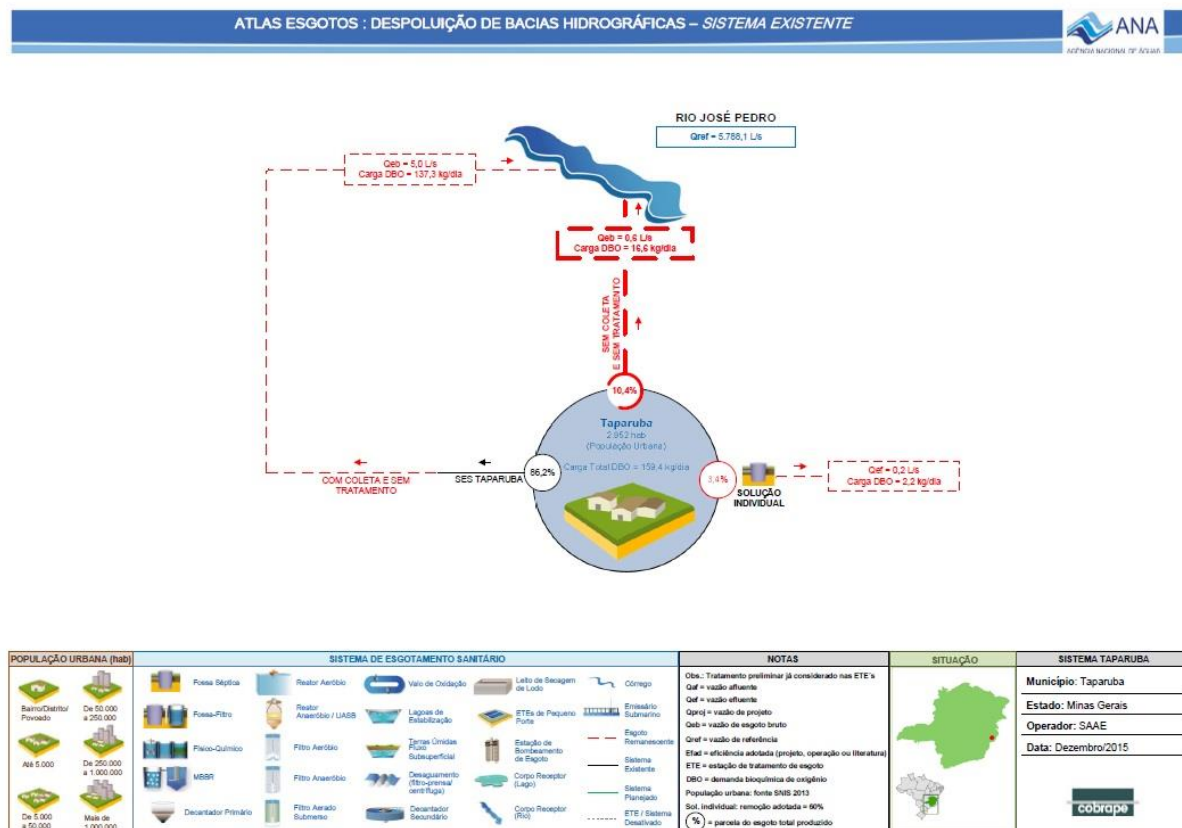 ATLAS ESGOTOS : DESPOLUIÇÃO DE BACIAS HIDROGRÁFICAS – SISTEMA EXISTENTE
ANA
AGÊNCIA NACIONAL DE ÁGUAS
RIO JOSÉ PEDRO
Qref = 5.788,1 L/s
Qeb = 5,0 L/s
Carga DBO = 137,3 kg/dia
Qeb = 0,6 L/s
Carga DBO = 16,6 kg/dia
SEM COLETA
E SEM TRATAMENTO
10,4%
Taparuba
2.952 hab
(População Urbana)
Carga Total DBO = 159,4 kg/dia
86,2%
SES TAPARUBA
COM COLETA E SEM
TRATAMENTO
3,4%
SOLUÇÃO
INDIVIDUAL
Qef = 0,2 L/s
Carga DBO = 2,2 kg/dia
POPULAÇÃO URBANA (hab)
Bairro/Distrito/
Povoado
De 50.000
a 250.000
Até 5.000
De 250.000
a 1.000.000
De 5.000
a 50.000
Mais de
1.000.000
SISTEMA DE ESGOTAMENTO SANITÁRIO
Fossa Séptica
Fossa-Filtro
Físico-Químico
MBBR
Decantador Primário
Reator Aeróbio
Reator
Anaeróbio / UASB
Filtro Aeróbio
Filtro Anaeróbio
Filtro Aerado
Submerso
Valo de Oxidação
Lagoas de
Estabilização
Terras Úmidas
Fluxo
Subsuperficial
Desaguamento
(filtro-prensa/
centrífuga)
Decantador
Secundário
Leito de Secagem
de Lodo
ETEs de Pequeno
Porte
Estação de
Bombeamento
de Esgoto
Corpo Receptor
(Lago)
Corpo Receptor
(Rio)
Córrego
Emissário
Submarino
Esgoto
Remanescente
Sistema
Existente
Sistema
Planejado
ETE / Sistema
Desativado
NOTAS
Obs.: Tratamento preliminar já considerado nas ETE's
Qaf = vazão afluente
Qef = vazão efluente
Qproj = vazão de projeto
Qeb = vazão de esgoto bruto
Qref = vazão de referência
Efad = eficiência adotada (projeto, operação ou literatura)
ETE = estação de tratamento de esgoto
DBO = demanda bioquímica de oxigênio
População urbana: fonte SNIS 2013
Sol. individual: remoção adotada = 60%
% = parcela do esgoto total produzido
SITUAÇÃO
SISTEMA TAPARUBA
Município: Taparuba
Estado: Minas Gerais
Operador: SAAE
Data: Dezembro/2015
cobrape